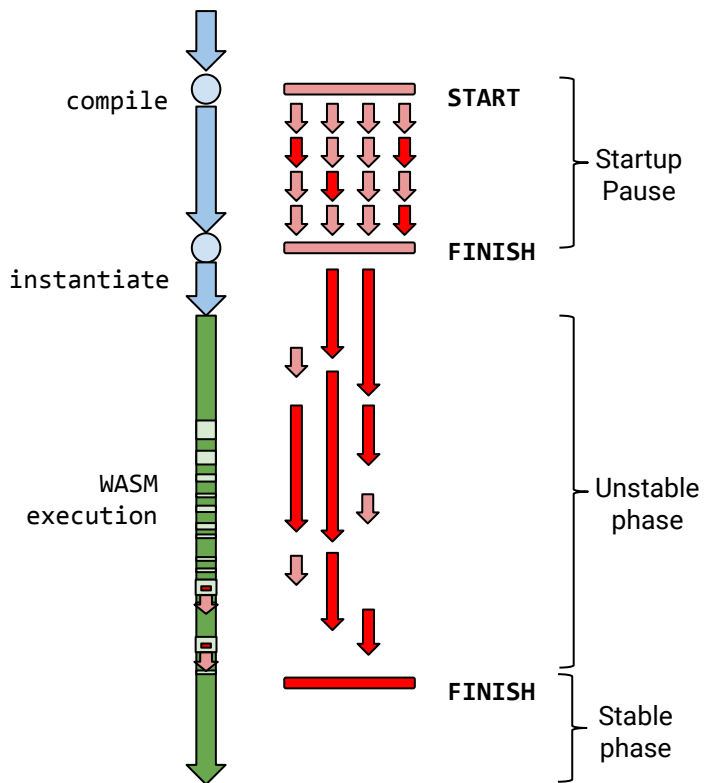 compile
START
Startup
Pause
FINISH
instantiate
WASM
execution
Unstable
phase
FINISH
Stable
phase